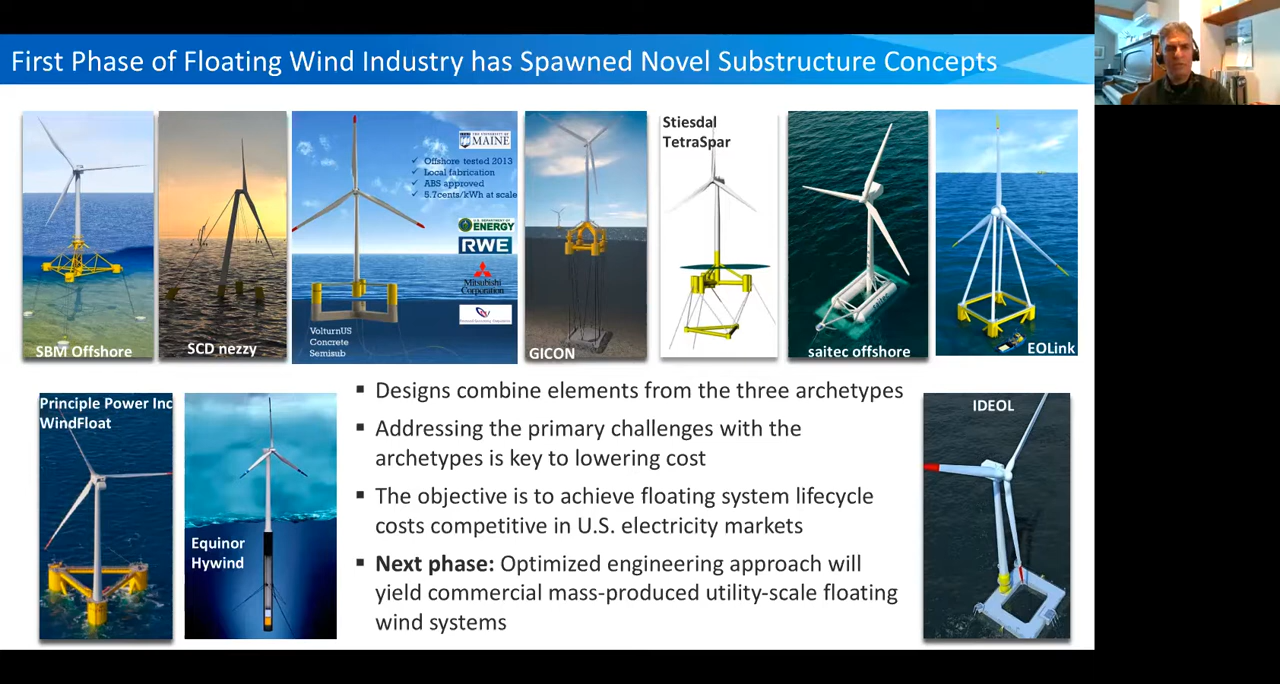 First Phase of Floating Wind Industry has Spawned Novel Substructure Concepts
SBM Offshore
SCD nezzy
THE UNIVERSITY OF
MAINE
✓ Offshore tested 2013
✓ Local fabrication
✓ ABS approved
✓ 5.7cents/kWh at scale
U.S. DEPARTMENT OF
ENERGY
RWE
Mitsubishi
Corporation
VolturnUS
Concrete
Semisub
GICON
Stiesdal
TetraSpar
saitec offshore
EOLink
Principle Power Inc
WindFloat
Equinor
Hywind
▪ Designs combine elements from the three archetypes
▪ Addressing the primary challenges with the
archetypes is key to lowering cost
▪ The objective is to achieve floating system lifecycle
costs competitive in U.S. electricity markets
▪ Next phase: Optimized engineering approach will
yield commercial mass-produced utility-scale floating
wind systems
IDEOL